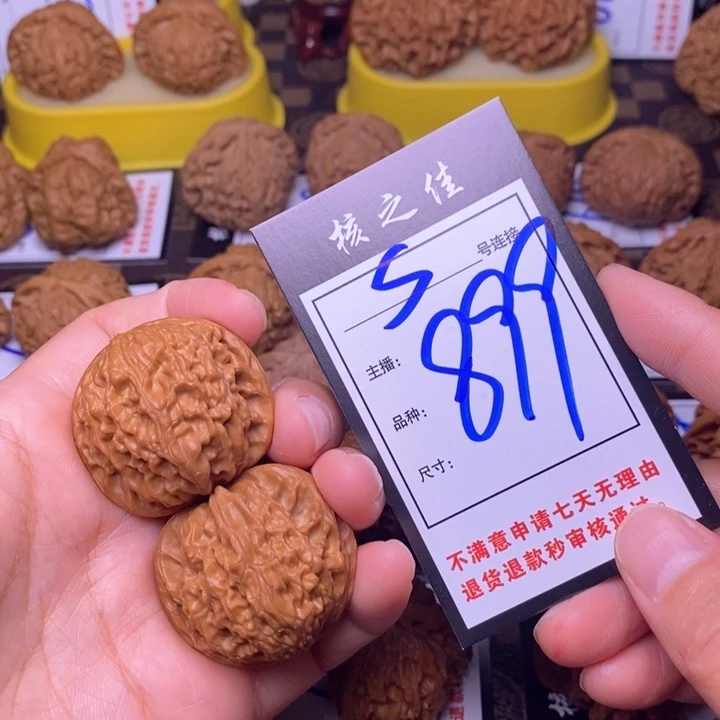 核之佳
5 号连接
899
主播:
品种:
尺寸:
不满意申请七天无理由
退货退款秒审核通过。